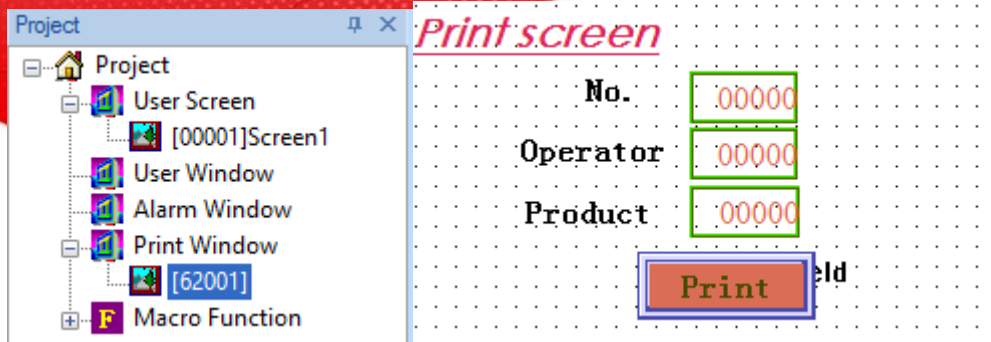 Project
Project
User Screen
[00001]Screen1
User Window
Alarm Window
Print Window
[62001]
F Macro Function
Print screen
No. 00000
Operator 00000
Product 00000
Print